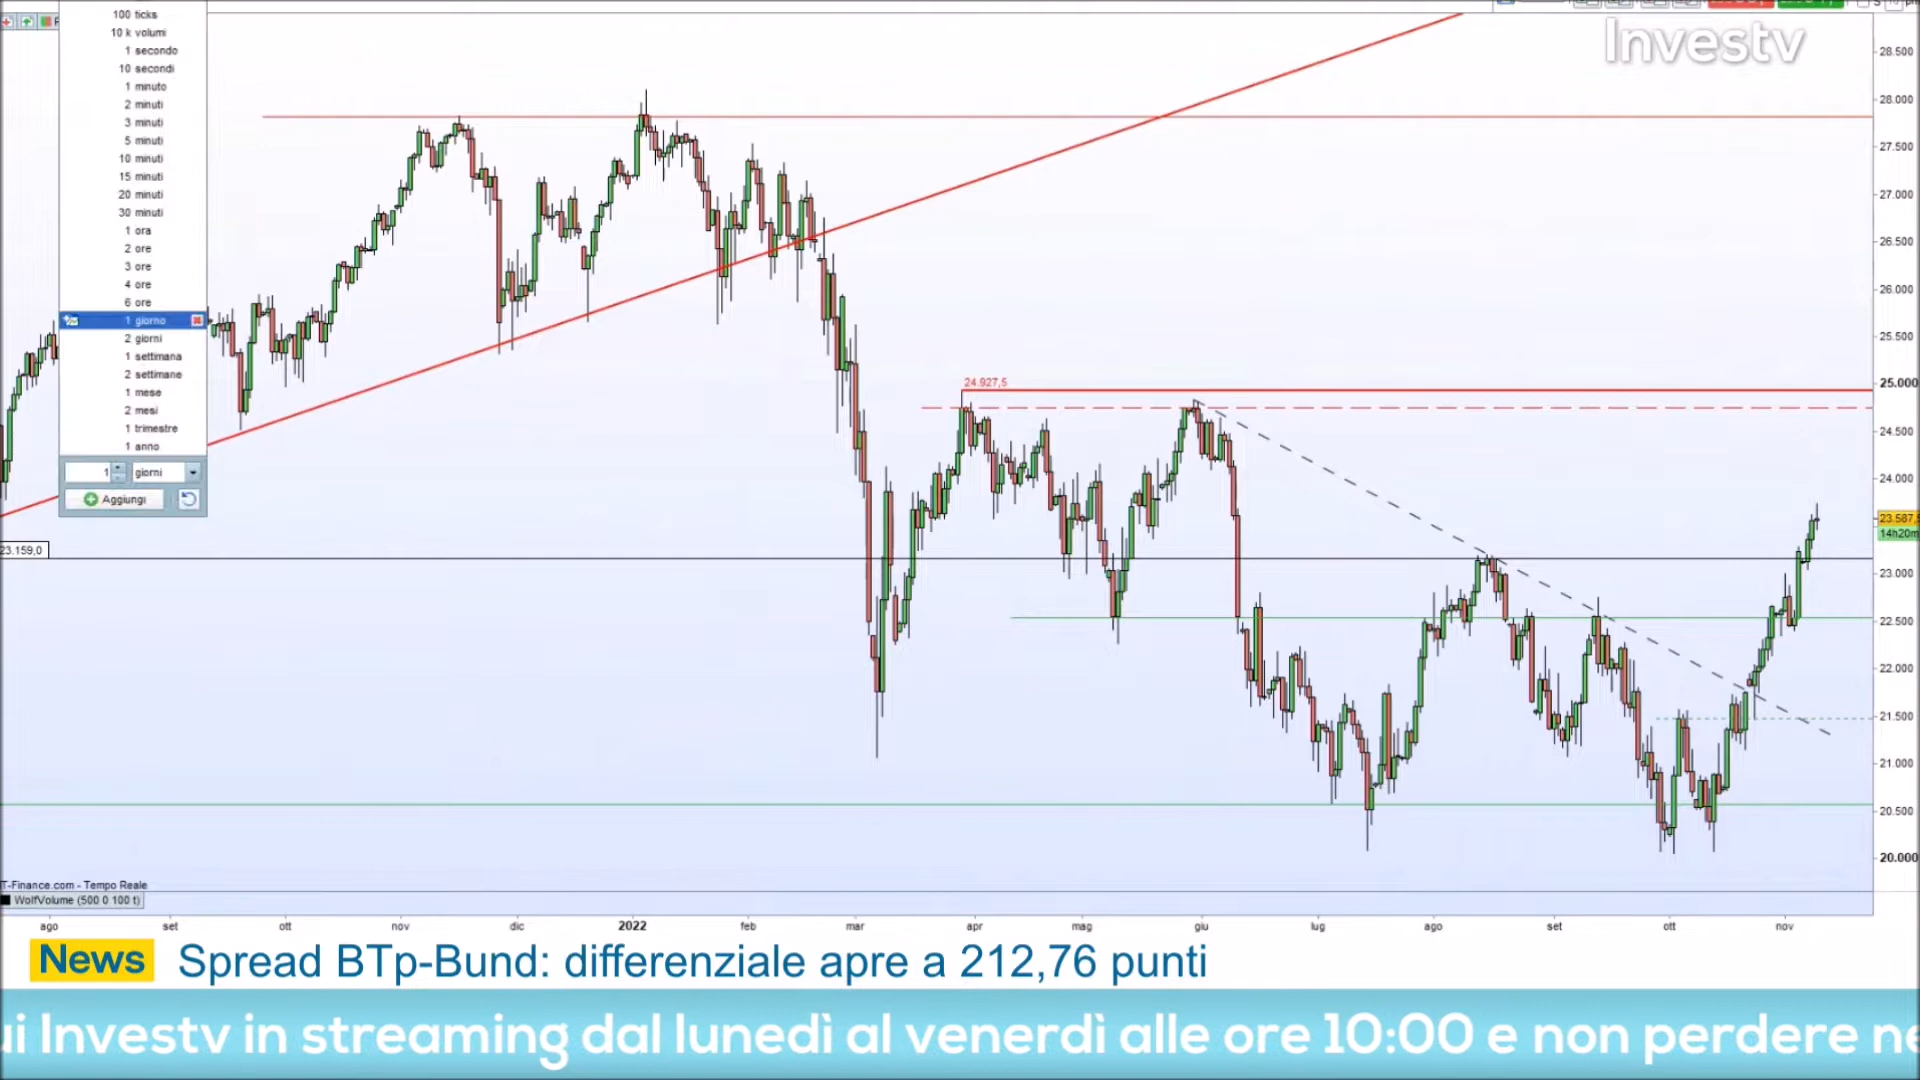 100 ticks
10 k volumi
1 secondo
10 secondi
1 minuto
2 minuti
3 minuti
5 minuti
10 minuti
15 minuti
20 minuti
30 minuti
1 ora
2 ore
3 ore
4 ore
6 ore
1 giorno
2 giorni
1 settimana
2 settimane
1 mese
2 mesi
1 trimestre
1 anno
1 giorni
Aggiungi
Investv
28.500
28.000
27.500
27.000
26.500
26.000
25.500
25.000
24.500
24.000
23.587,5
14h20m
23.000
22.500
22.000
21.500
21.000
20.500
20.000
24.927,5
23.159,0
T-Finance.com - Tempo Reale
WolfVolume (500 0 100 t)
ago set ott nov dic 2022 feb mar apr mag giu lug ago set ott nov
News Spread BTp-Bund: differenziale apre a 212,76 punti
ui Investv in streaming dal lunedì al venerdì alle ore 10:00 e non perdere ne